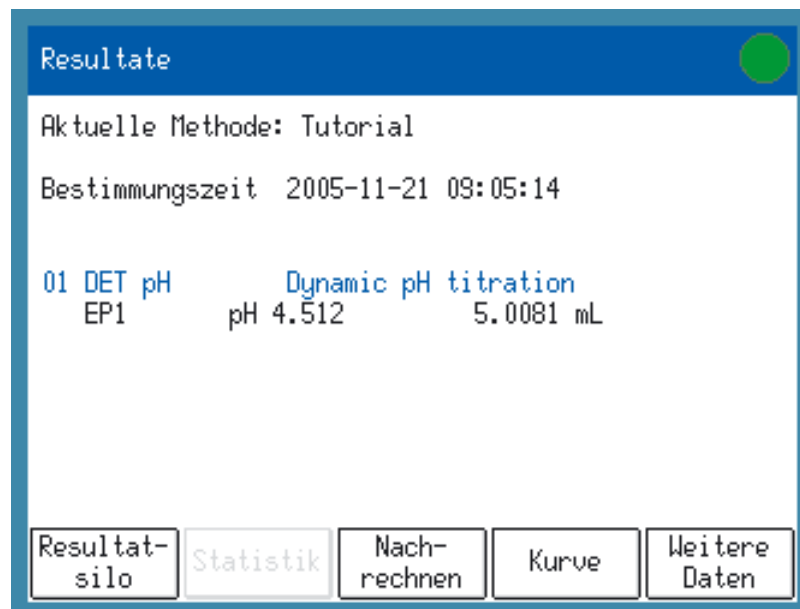 Resultate
Aktuelle Methode: Tutorial
Bestimmungszeit 2005-11-21 09:05:14
01 DET pH Dynamic pH titration
EP1 pH 4.512 5.0081 mL
Resultat-
silo
Statistik
Nach-
rechnen
Kurve
Weitere
Daten